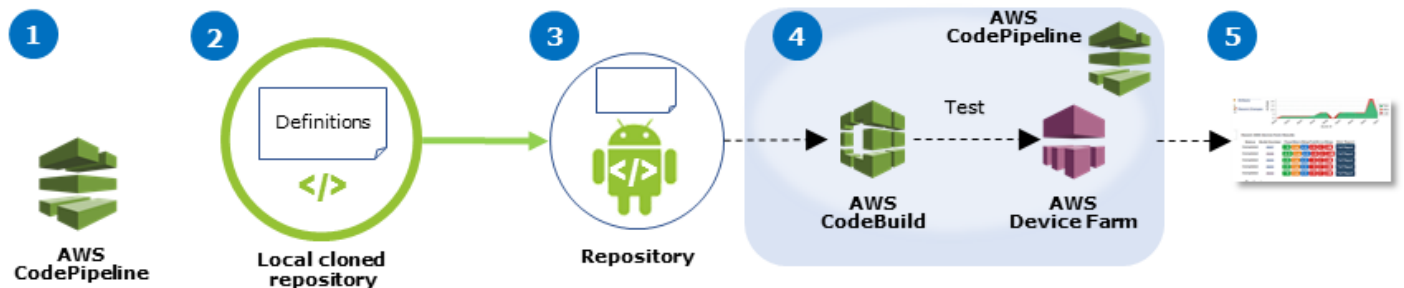 1
AWS
CodePipeline
2
Definitions
</>
Local cloned
repository
3
</>
Repository
4
AWS
CodePipeline
AWS
CodeBuild
Test
AWS
Device Farm
5